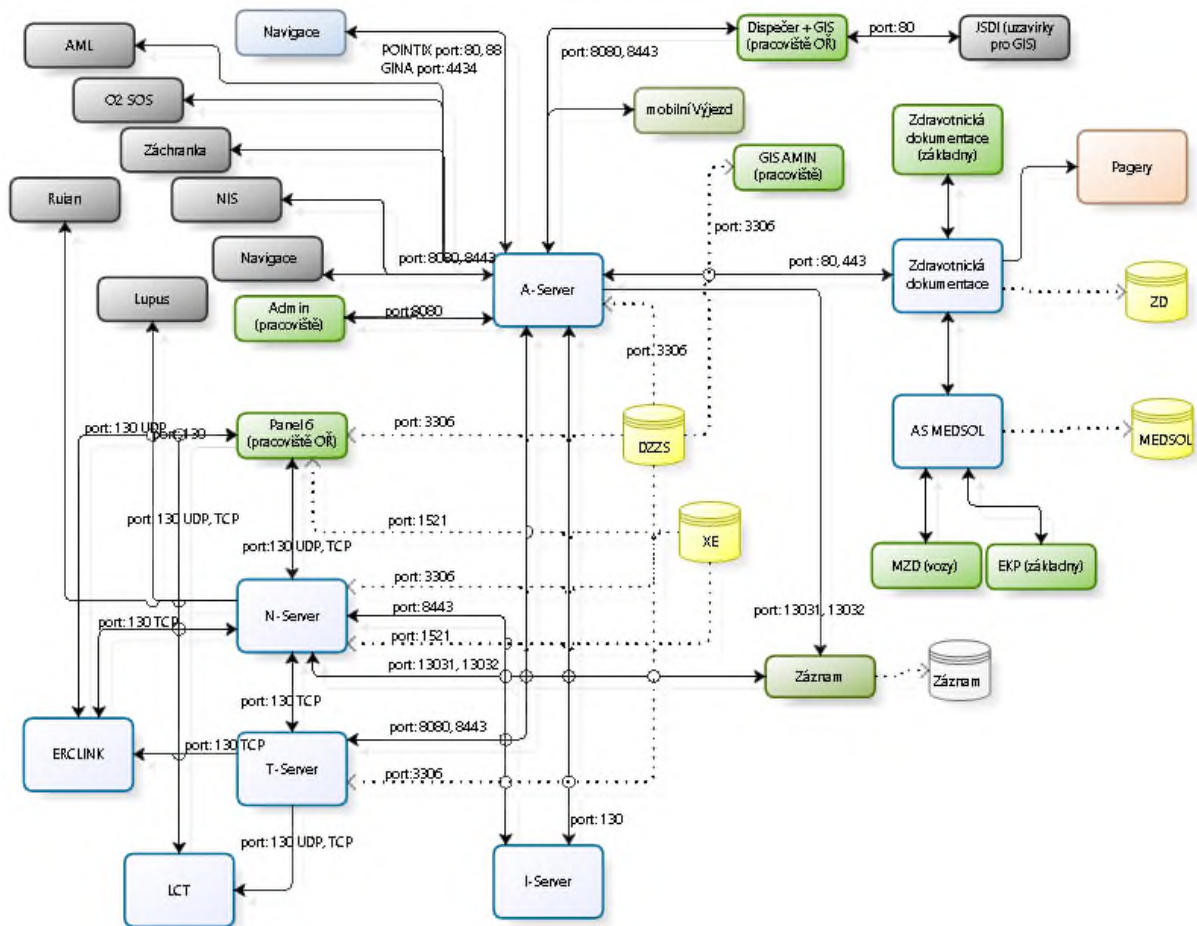 AML
Navigace
POINTIX port: 80, 88
GINA port: 4434
port: 8080, 8443
Dispečer + GIS
(pracoviště OŘ)
port: 80
JSDI (uzavírky
pro GIS)
O2 SOS
mobilní Výjezd
Zdravotnická
dokumentace
(základny)
Záchranka
GIS AMIN
(pracoviště)
Pagery
Ruian
NIS
port: 3306
Navigace
port: 8080, 8443
A-Server
port: 80, 443
Zdravotnická
dokumentace
ZD
Lupus
Admin
(pracoviště)
port:8080
port: 3306
Panel 6
(pracoviště OŘ)
port: 130 UDP
port: 130
port: 3306
DZZS
AS MEDSOL
MEDSOL
port: 130 UDP, TCP
port: 1521
XE
port: 130 UDP, TCP
MZD (vozy)
EKP (základny)
port: 3306
N-Server
port: 8443
port: 130 TCP
port: 1521
port: 13031, 13032
port: 13031, 13032
Záznam
Záznam
port: 130 TCP
ERCLINK
port: 130 TCP
port: 8080, 8443
T-Server
port: 3306
port: 130
port: 130 UDP, TCP
LCT
I-Server